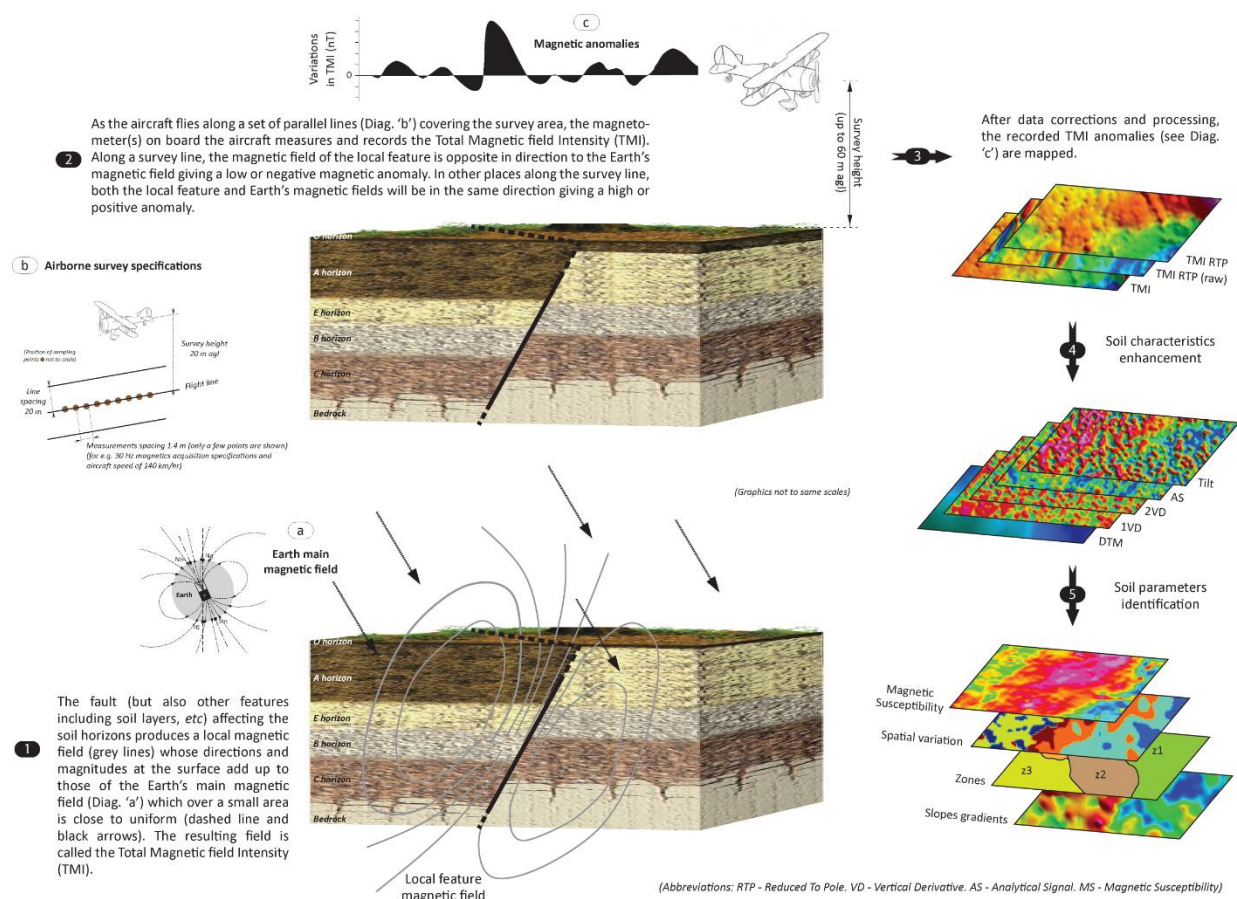 c
Magnetic anomalies
Variations
in TMI (nT)
0
As the aircraft flies along a set of parallel lines (Diag. ‘b’) covering the survey area, the magneto-
meter(s) on board the aircraft measures and records the Total Magnetic field Intensity (TMI).
Along a survey line, the magnetic field of the local feature is opposite in direction to the Earth’s
magnetic field giving a low or negative magnetic anomaly. In other places along the survey line,
both the local feature and Earth’s magnetic fields will be in the same direction giving a high or
positive anomaly.
2
Survey height
(up to 60 m agl)
3
After data corrections and processing,
the recorded TMI anomalies (see Diag.
‘c’) are mapped.
TMI RTP
TMI RTP (raw)
TMI
O horizon
A horizon
E horizon
B horizon
C horizon
Bedrock
b
Airborne survey specifications
Survey height
20 m agl
(Position of sampling
points not to scale)
Flight line
Line
spacing
20 m
Measurements spacing 1.4 m (only a few points are shown)
(for e.g. 30 Hz magnetics acquisition specifications and
aircraft speed of 140 km/hr)
4
Soil characteristics
enhancement
Tilt
AS
2VD
1VD
DTM
(Graphics not to same scales)
a
Earth main
magnetic field
Earth
5
Soil parameters
identification
O horizon
A horizon
E horizon
B horizon
C horizon
Bedrock
1
The fault (but also other features
including soil layers, etc) affecting the
soil horizons produces a local magnetic
field (grey lines) whose directions and
magnitudes at the surface add up to
those of the Earth’s main magnetic
field (Diag. ‘a’) which over a small area
is close to uniform (dashed line and
black arrows). The resulting field is
called the Total Magnetic field Intensity
(TMI).
Local feature
magnetic field
Magnetic
Susceptibility
Spatial variation
Zones
z3
z2
z1
Slopes gradients
(Abbreviations: RTP - Reduced To Pole. VD - Vertical Derivative. AS - Analytical Signal. MS - Magnetic Susceptibility)